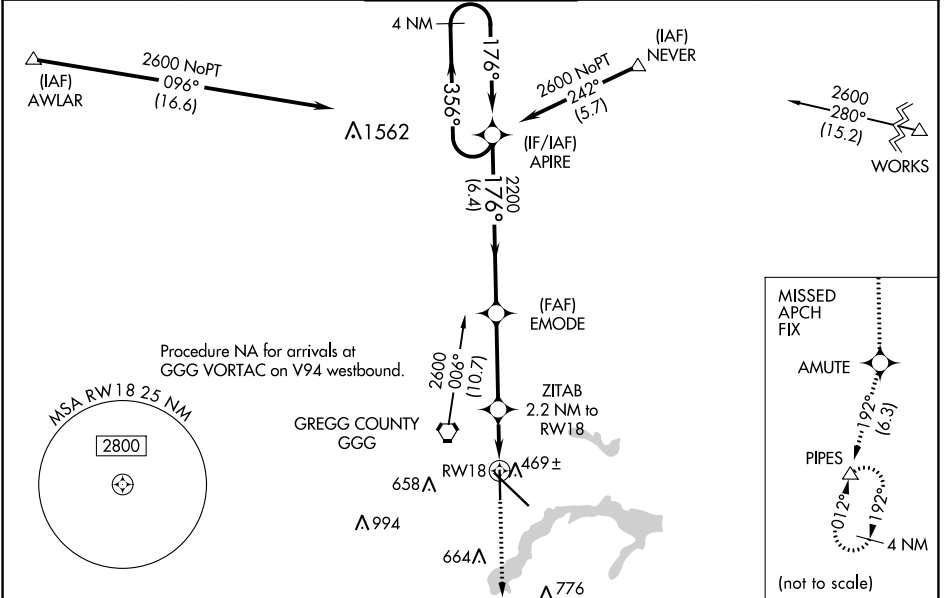 4 NM
176°
356°
2600 NoPT
096°
(16.6)
(IAF)
AWLAR
1562
(IAF)
NEVER
2600 NoPT
242°
(5.7)
(IF/IAF)
APIRE
2600
280°
(15.2)
WORKS
2200
176°
(6.4)
(FAF)
EMODE
Procedure NA for arrivals at
GGG VORTAC on V94 westbound.
2600
006°
(10.7)
ZITAB
2.2 NM to
RW18
GREGG COUNTY
GGG
MSA RW18 25 NM
2800
RW18
469±
658
994
664
776
MISSED
APCH
FIX
AMUTE
192°
(6.3)
PIPES
012°
192°
4 NM
(not to scale)